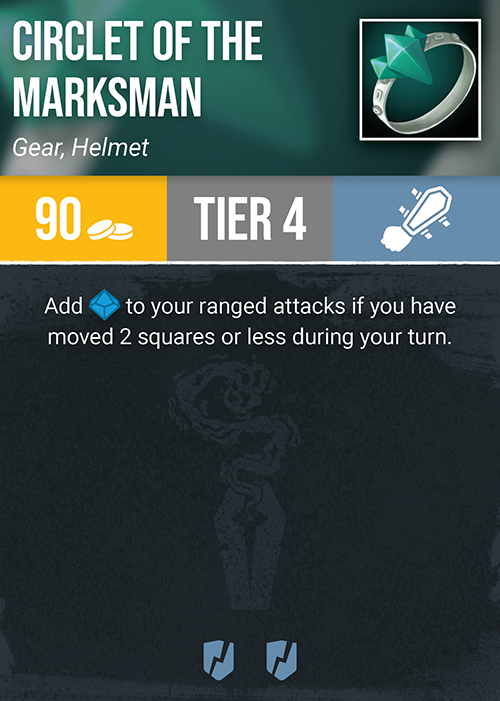 CIRCLET OF THE
MARKSMAN
Gear, Helmet
90
TIER 4
Add to your ranged attacks if you have
moved 2 squares or less during your turn.